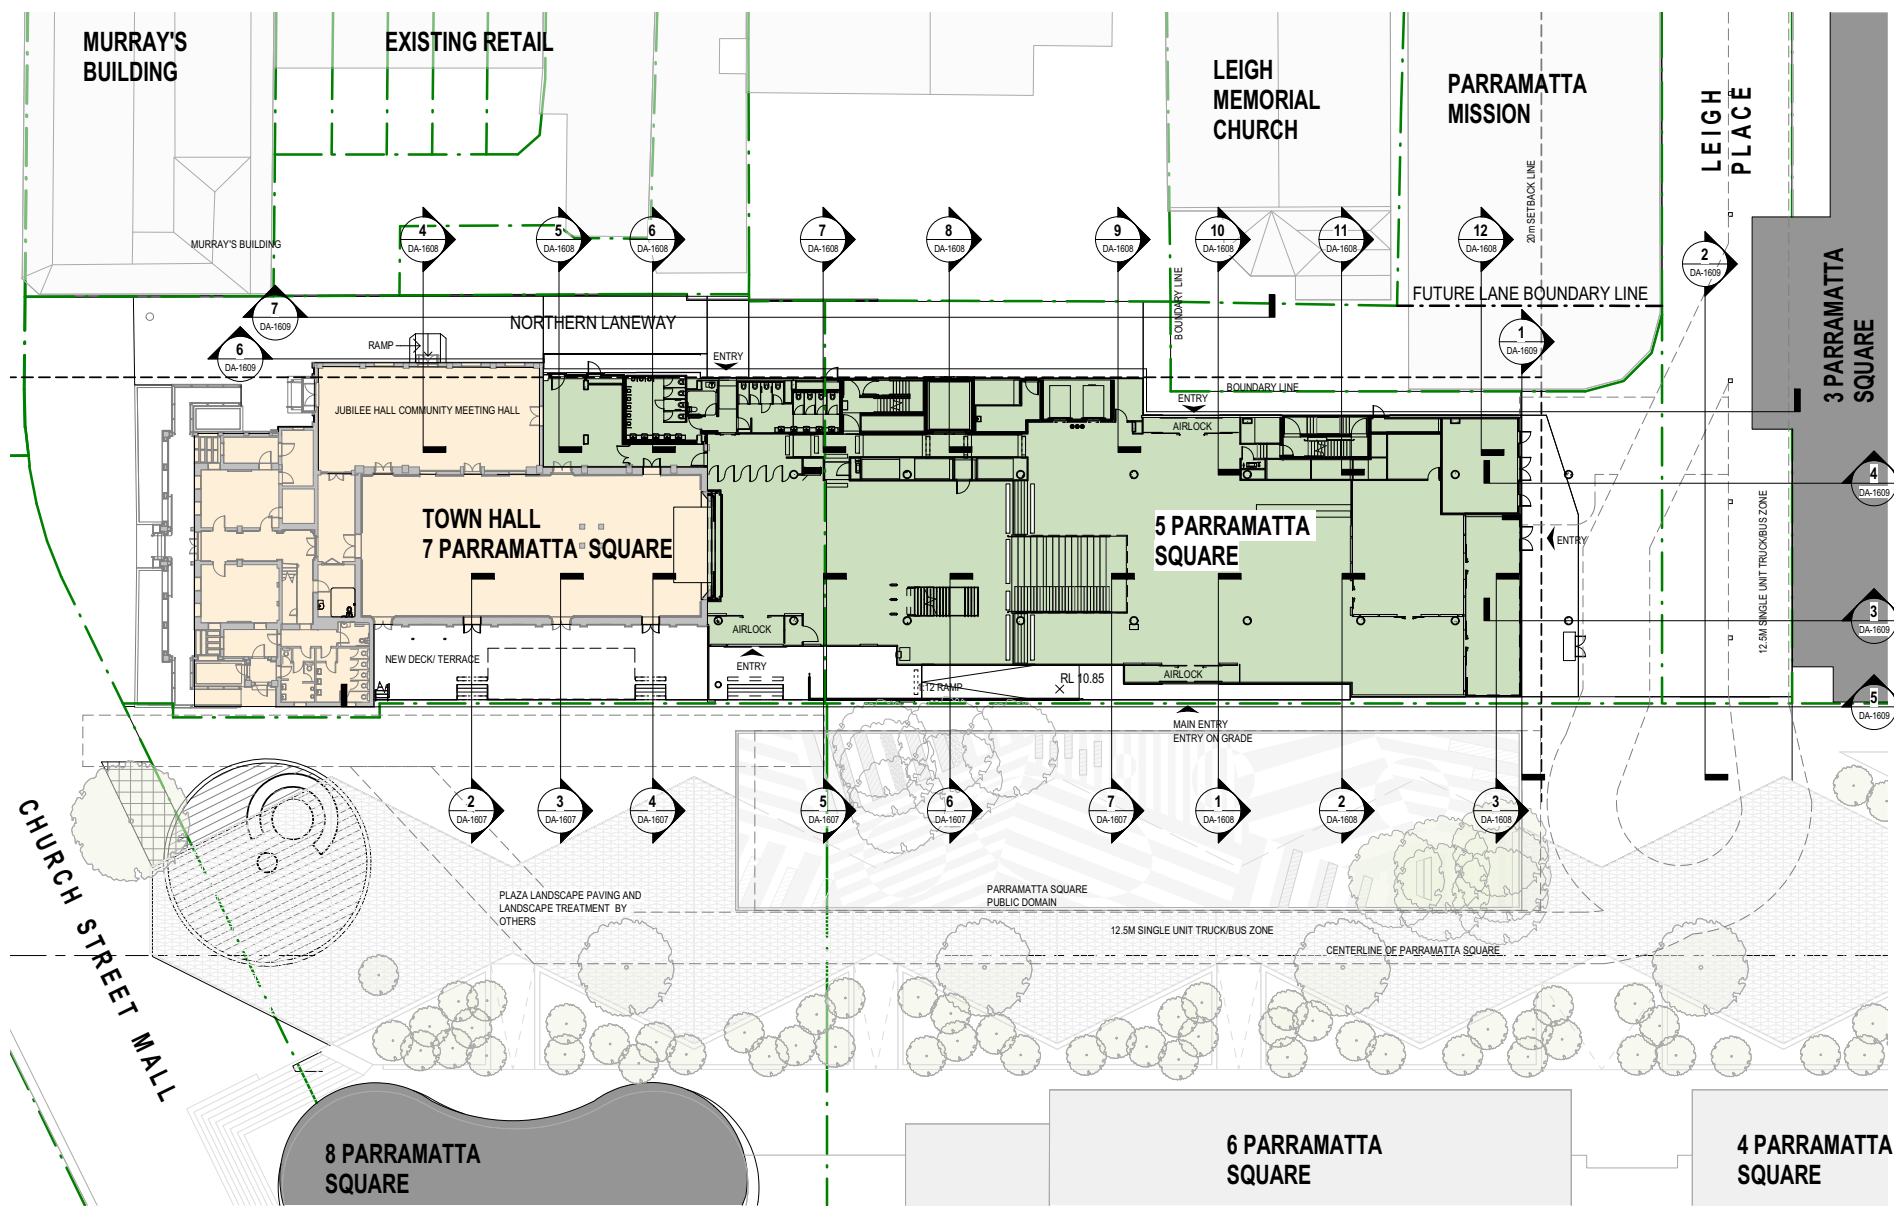 MURRAY'S
BUILDING
EXISTING RETAIL
LEIGH
MEMORIAL
CHURCH
PARRAMATTA
MISSION
LEIGH
PLACE
20m SETBACK LINE
MURRAY'S BUILDING
4
DA-1608
5
DA-1608
6
DA-1608
7
DA-1608
8
DA-1608
9
DA-1608
10
DA-1608
11
DA-1608
12
DA-1608
2
DA-1609
3 PARRAMATTA
SQUARE
BOUNDARY LINE
FUTURE LANE BOUNDARY LINE
7
DA-1609
NORTHERN LANEWAY
6
DA-1609
RAMP
ENTRY
1
DA-1609
BOUNDARY LINE
JUBILEE HALL COMMUNITY MEETING HALL
ENTRY
AIRLOCK
4
DA-1609
TOWN HALL
7 PARRAMATTA SQUARE
5 PARRAMATTA
SQUARE
ENTRY
12.5M SINGLE UNIT TRUCK/BUS ZONE
3
DA-1609
AIRLOCK
NEW DECK/ TERRACE
ENTRY
1:12 RAMP
RL 10.85
AIRLOCK
5
DA-1609
MAIN ENTRY
ENTRY ON GRADE
2
DA-1607
3
DA-1607
4
DA-1607
5
DA-1607
6
DA-1607
7
DA-1607
1
DA-1608
2
DA-1608
3
DA-1608
CHURCH STREET MALL
PLAZA LANDSCAPE PAVING AND
LANDSCAPE TREATMENT BY
OTHERS
PARRAMATTA SQUARE
PUBLIC DOMAIN
12.5M SINGLE UNIT TRUCK/BUS ZONE
CENTERLINE OF PARRAMATTA SQUARE
8 PARRAMATTA
SQUARE
6 PARRAMATTA
SQUARE
4 PARRAMATTA
SQUARE